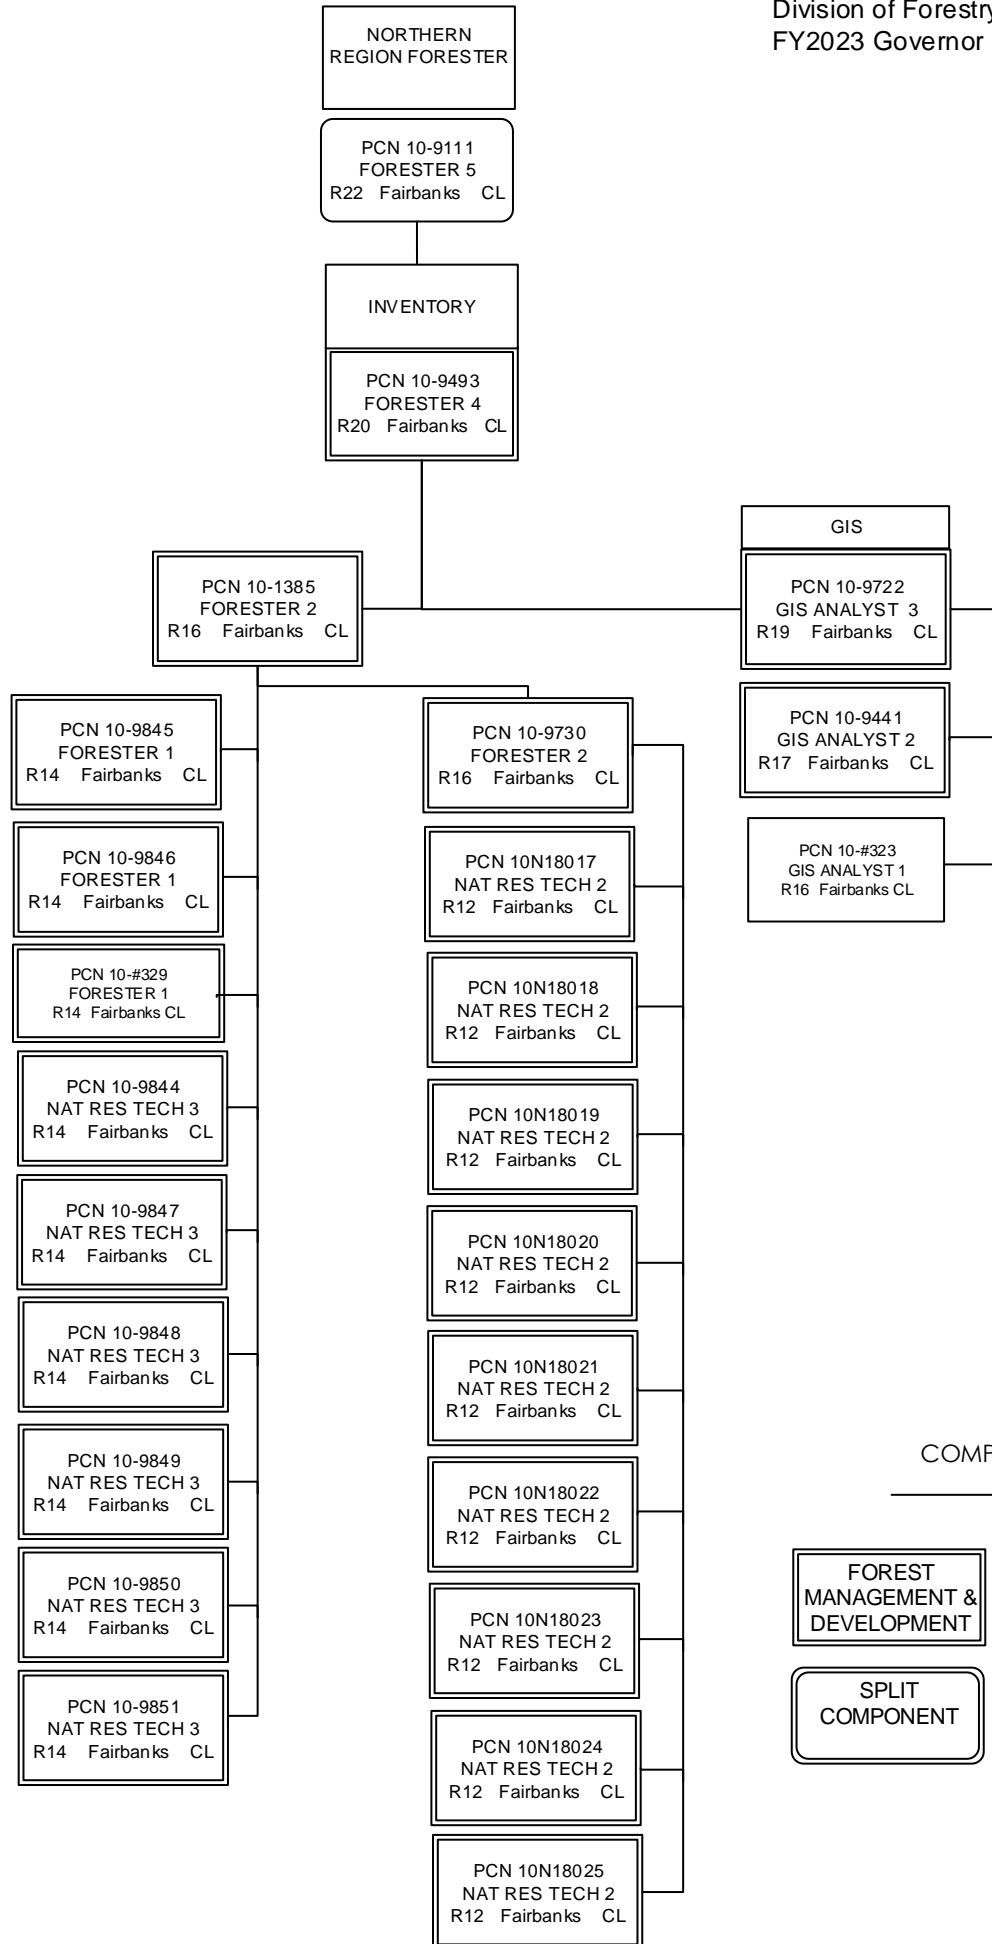 Division of Forestry
FY2023 Governor
NORTHERN
REGION FORESTER
PCN 10-9111
FORESTER 5
R22 Fairbanks CL
INVENTORY
PCN 10-9493
FORESTER 4
R20 Fairbanks CL
PCN 10-1385
FORESTER 2
R16 Fairbanks CL
GIS
PCN 10-9722
GIS ANALYST 3
R19 Fairbanks CL
PCN 10-9441
GIS ANALYST 2
R17 Fairbanks CL
PCN 10-#323
GIS ANALYST 1
R16 Fairbanks CL
PCN 10-9845
FORESTER 1
R14 Fairbanks CL
PCN 10-9846
FORESTER 1
R14 Fairbanks CL
PCN 10-#329
FORESTER 1
R14 Fairbanks CL
PCN 10-9844
NAT RES TECH 3
R14 Fairbanks CL
PCN 10-9847
NAT RES TECH 3
R14 Fairbanks CL
PCN 10-9848
NAT RES TECH 3
R14 Fairbanks CL
PCN 10-9849
NAT RES TECH 3
R14 Fairbanks CL
PCN 10-9850
NAT RES TECH 3
R14 Fairbanks CL
PCN 10-9851
NAT RES TECH 3
R14 Fairbanks CL
PCN 10-9730
FORESTER 2
R16 Fairbanks CL
PCN 10N18017
NAT RES TECH 2
R12 Fairbanks CL
PCN 10N18018
NAT RES TECH 2
R12 Fairbanks CL
PCN 10N18019
NAT RES TECH 2
R12 Fairbanks CL
PCN 10N18020
NAT RES TECH 2
R12 Fairbanks CL
PCN 10N18021
NAT RES TECH 2
R12 Fairbanks CL
PCN 10N18022
NAT RES TECH 2
R12 Fairbanks CL
PCN 10N18023
NAT RES TECH 2
R12 Fairbanks CL
PCN 10N18024
NAT RES TECH 2
R12 Fairbanks CL
PCN 10N18025
NAT RES TECH 2
R12 Fairbanks CL
COMP
FOREST
MANAGEMENT &
DEVELOPMENT
SPLIT
COMPONENT